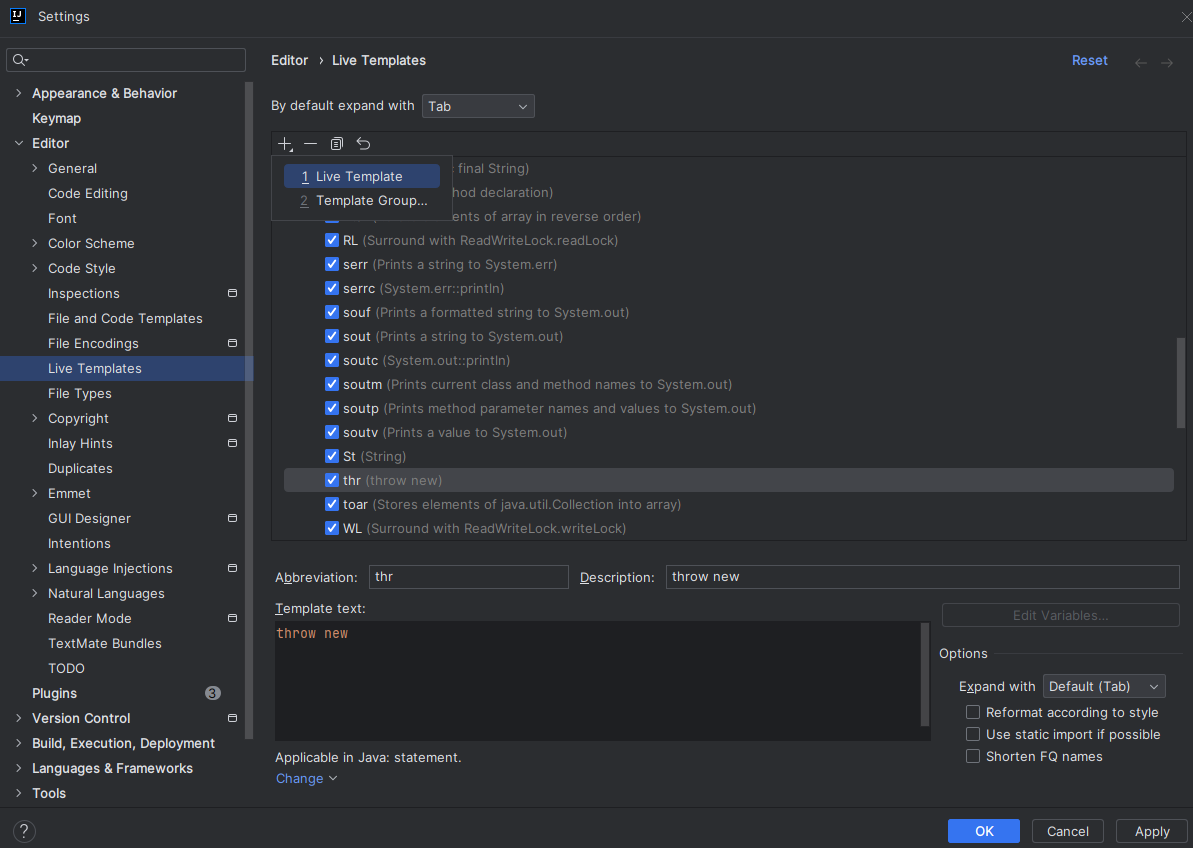 Settings
Editor › Live Templates
Reset
Appearance & Behavior
Keymap
Editor
General
Code Editing
Font
Color Scheme
Code Style
Inspections
File and Code Templates
File Encodings
Live Templates
File Types
Copyright
Inlay Hints
Duplicates
Emmet
GUI Designer
Intentions
Language Injections
Natural Languages
Reader Mode
TextMate Bundles
TODO
Plugins 3
Version Control
Build, Execution, Deployment
Languages & Frameworks
Tools
By default expand with Tab
1 Live Template
2 Template Group...
final String)
declaration)
of array in reverse order)
RL (Surround with ReadWriteLock.readLock)
serr (Prints a string to System.err)
serrc (System.err::println)
souf (Prints a formatted string to System.out)
sout (Prints a string to System.out)
soutc (System.out::println)
soutm (Prints current class and method names to System.out)
soutp (Prints method parameter names and values to System.out)
soutv (Prints a value to System.out)
St (String)
thr (throw new)
toar (Stores elements of java.util.Collection into array)
WL (Surround with ReadWriteLock.writeLock)
Abbreviation: thr Description: throw new
Template text:
throw new
Edit Variables...
Options
Expand with Default (Tab)
Reformat according to style
Use static import if possible
Shorten FQ names
Applicable in Java: statement.
Change
? OK Cancel Apply